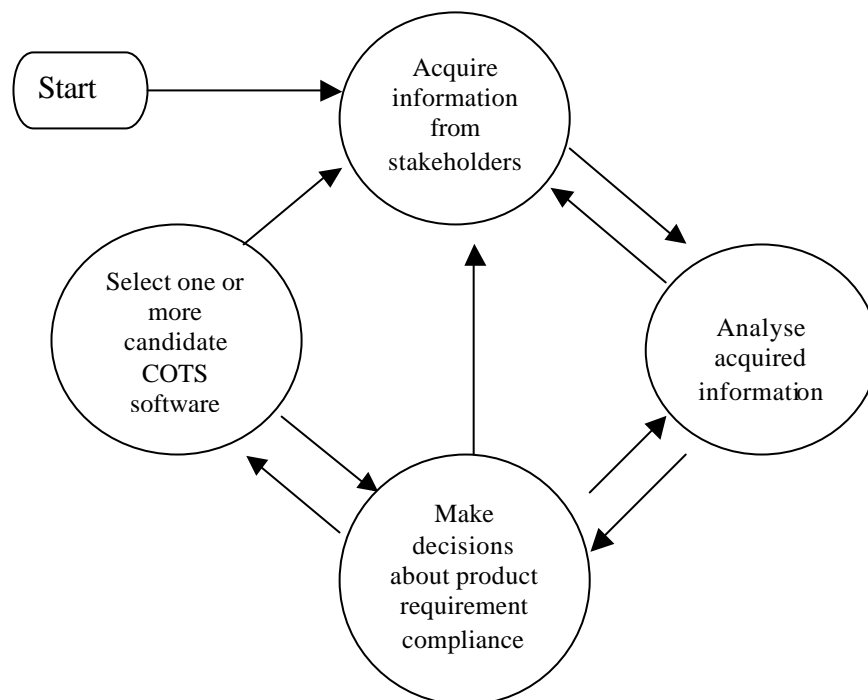 Start
Acquire
information
from
stakeholders
Select one or
more
candidate
COTS
software
Analyse
acquired
information
Make
decisions
about product
requirement
compliance